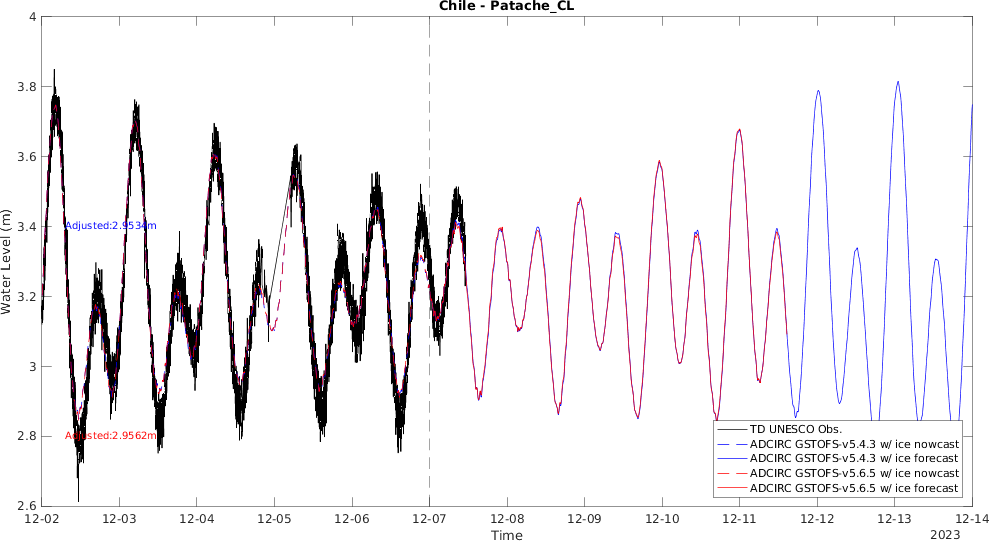 Chile - Patache_CL
4
3.8
3.6
3.4
3.2
3
2.8
2.6
Water Level (m)
Adjusted:2.9534m
Adjusted:2.9562m
TD UNESCO Obs.
ADCIRC GSTOFS-v5.4.3 w/ ice nowcast
ADCIRC GSTOFS-v5.4.3 w/ ice forecast
ADCIRC GSTOFS-v5.6.5 w/ ice nowcast
ADCIRC GSTOFS-v5.6.5 w/ ice forecast
12-02 12-03 12-04 12-05 12-06 12-07 12-08 12-09 12-10 12-11 12-12 12-13 12-14
Time
2023